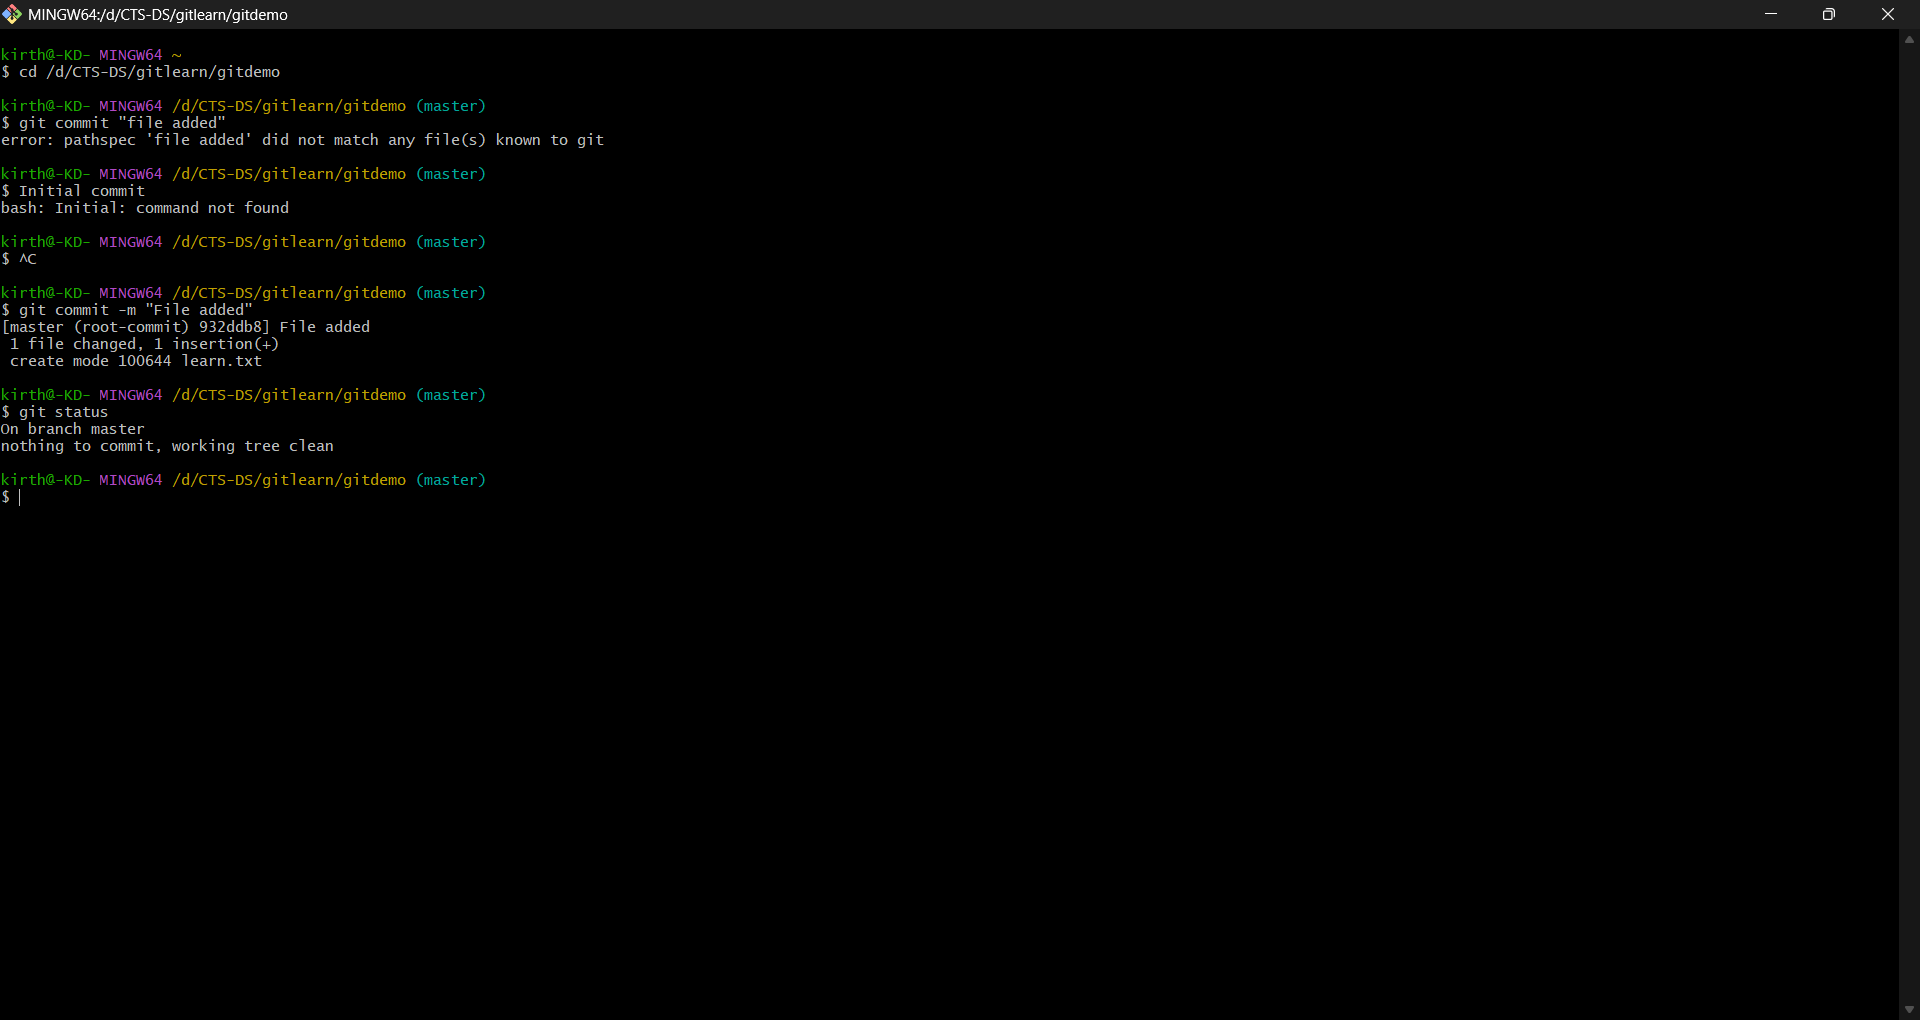 MINGW64:/d/CTS-DS/gitlearn/gitdemo
kirth@-KD- MINGW64 ~
$ cd /d/CTS-DS/gitlearn/gitdemo
kirth@-KD- MINGW64 /d/CTS-DS/gitlearn/gitdemo (master)
$ git commit "file added"
error: pathspec 'file added' did not match any file(s) known to git
kirth@-KD- MINGW64 /d/CTS-DS/gitlearn/gitdemo (master)
$ Initial commit
bash: Initial: command not found
kirth@-KD- MINGW64 /d/CTS-DS/gitlearn/gitdemo (master)
$ ^C
kirth@-KD- MINGW64 /d/CTS-DS/gitlearn/gitdemo (master)
$ git commit -m "File added"
[master (root-commit) 932ddb8] File added
 1 file changed, 1 insertion(+)
 create mode 100644 learn.txt
kirth@-KD- MINGW64 /d/CTS-DS/gitlearn/gitdemo (master)
$ git status
On branch master
nothing to commit, working tree clean
kirth@-KD- MINGW64 /d/CTS-DS/gitlearn/gitdemo (master)
$